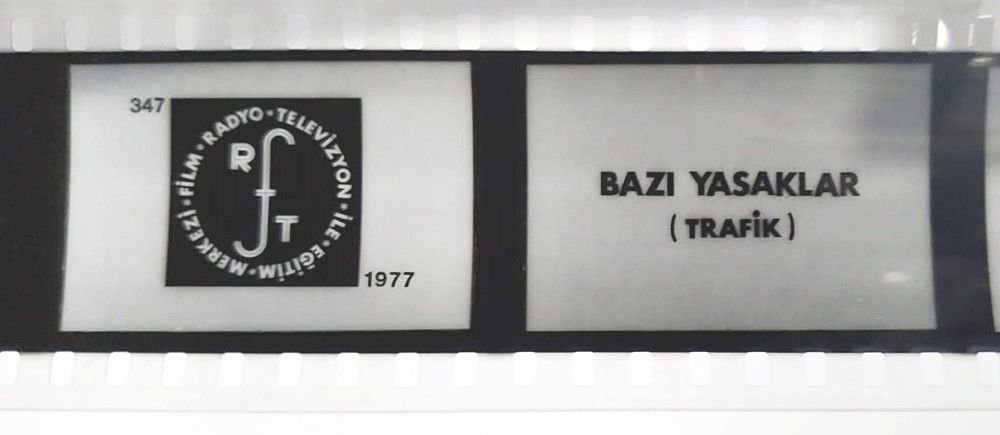 347
FİLM • RADYO • TELEVİZYON • İLE • EĞİTİM • MERKEZİ •
R
f
T
1977
BAZI YASAKLAR
( TRAFİK )